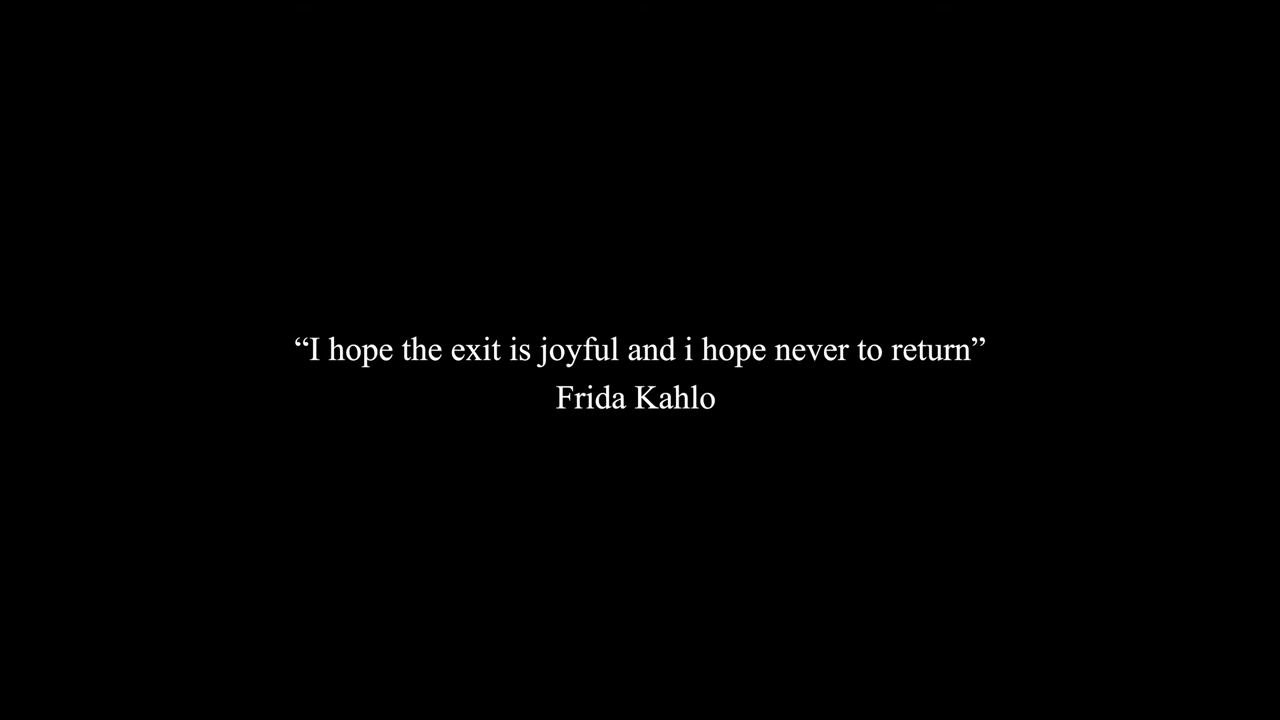 “I hope the exit is joyful and i hope never to return”
Frida Kahlo